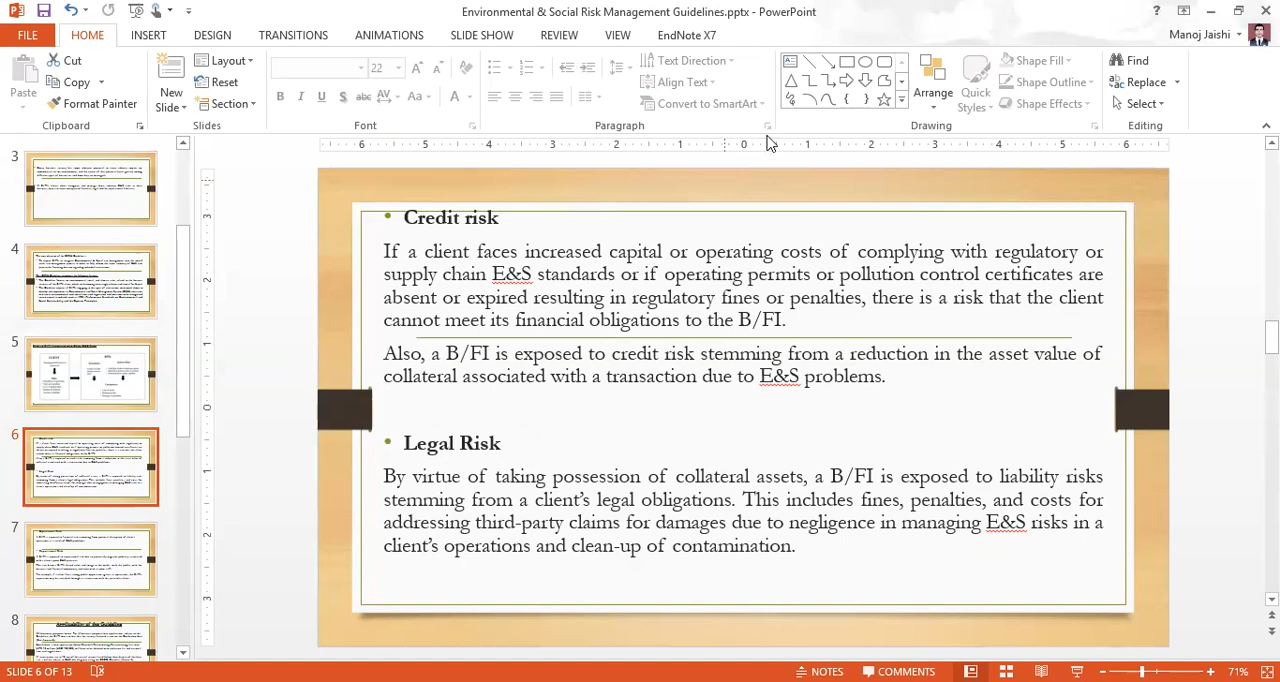 Environmental & Social Risk Management Guidelines.pptx - PowerPoint
FILE HOME INSERT DESIGN TRANSITIONS ANIMATIONS SLIDE SHOW REVIEW VIEW EndNote X7 Manoj Jaishi
Cut Layout 22 Text Direction Shape Fill Find
Paste Copy New Slide Reset Align Text Arrange Quick Styles Shape Outline Replace
Format Painter Section Convert to SmartArt Shape Effects Select
Clipboard Slides Font Paragraph Drawing Editing
• Credit risk
If a client faces increased capital or operating costs of complying with regulatory or
supply chain E&S standards or if operating permits or pollution control certificates are
absent or expired resulting in regulatory fines or penalties, there is a risk that the client
cannot meet its financial obligations to the B/FI.
Also, a B/FI is exposed to credit risk stemming from a reduction in the asset value of
collateral associated with a transaction due to E&S problems.
• Legal Risk
By virtue of taking possession of collateral assets, a B/FI is exposed to liability risks
stemming from a client's legal obligations. This includes fines, penalties, and costs for
addressing third-party claims for damages due to negligence in managing E&S risks in a
client's operations and clean-up of contamination.
3
4
5
6
7
8
SLIDE 6 OF 13 NOTES COMMENTS 71%